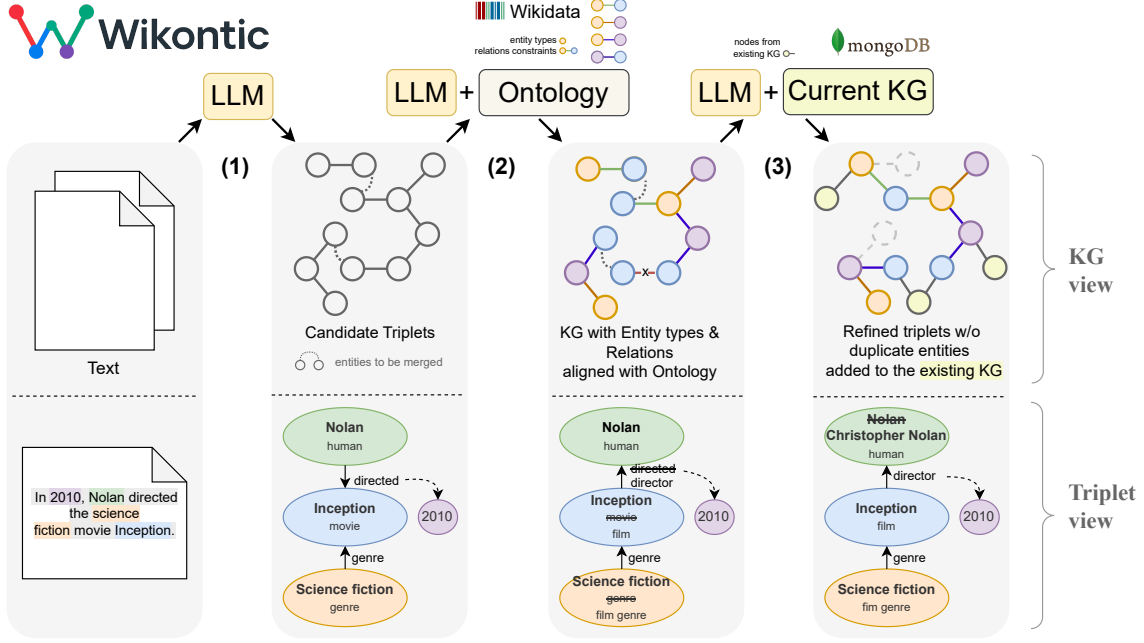 Wikontic
Wikidata
entity types
relations constraints
nodes from
existing KG
mongoDB
LLM
LLM + Ontology
LLM + Current KG
(1)
(2)
(3)
Text
Candidate Triplets
entities to be merged
x
KG with Entity types &
Relations
aligned with Ontology
Refined triplets w/o
duplicate entities
added to the existing KG
KG
view
In 2010, Nolan directed
the science
fiction movie Inception.
Nolan
human
directed
Inception
movie
2010
genre
Science fiction
genre
Nolan
human
directed
director
Inception
movie
film
2010
genre
Science fiction
genre
film genre
Nolan
Christopher Nolan
human
director
Inception
film
2010
genre
Science fiction
fim genre
Triplet
view